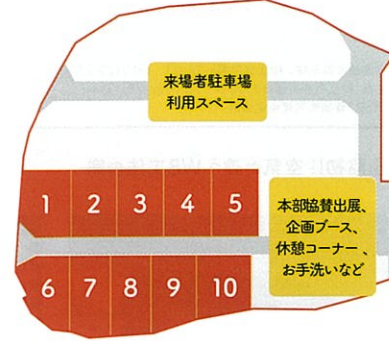 来場者駐車場
利用スペース
1 2 3 4 5
本部協賛出展、
企画ブース、
休憩コーナー、
お手洗いなど
6 7 8 9 10